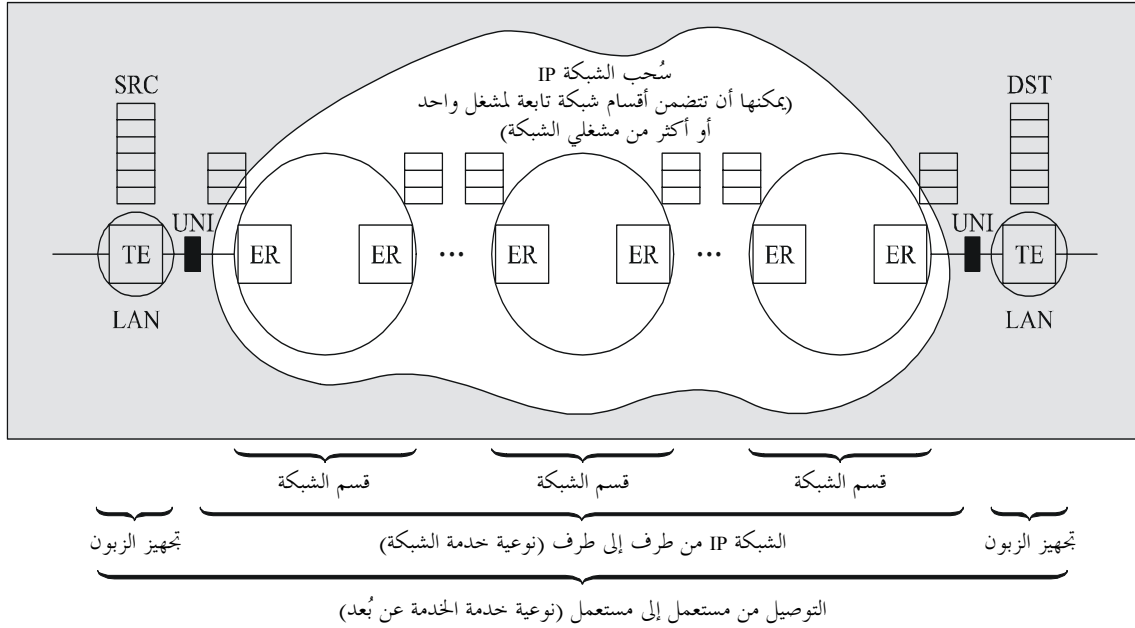 سُحب الشبكة IP
(يمكنها أن تتضمن أقسام شبكة تابعة لمشغل واحد
أو أكثر من مشغلي الشبكة)
SRC
DST
UNI
UNI
TE
ER
ER
...
ER
ER
...
ER
ER
TE
LAN
LAN
قسم الشبكة
قسم الشبكة
قسم الشبكة
تجهيز الزبون
الشبكة IP من طرف إلى طرف (نوعية خدمة الشبكة)
تجهيز الزبون
التوصيل من مستعمل إلى مستعمل (نوعية خدمة الخدمة عن بُعد)